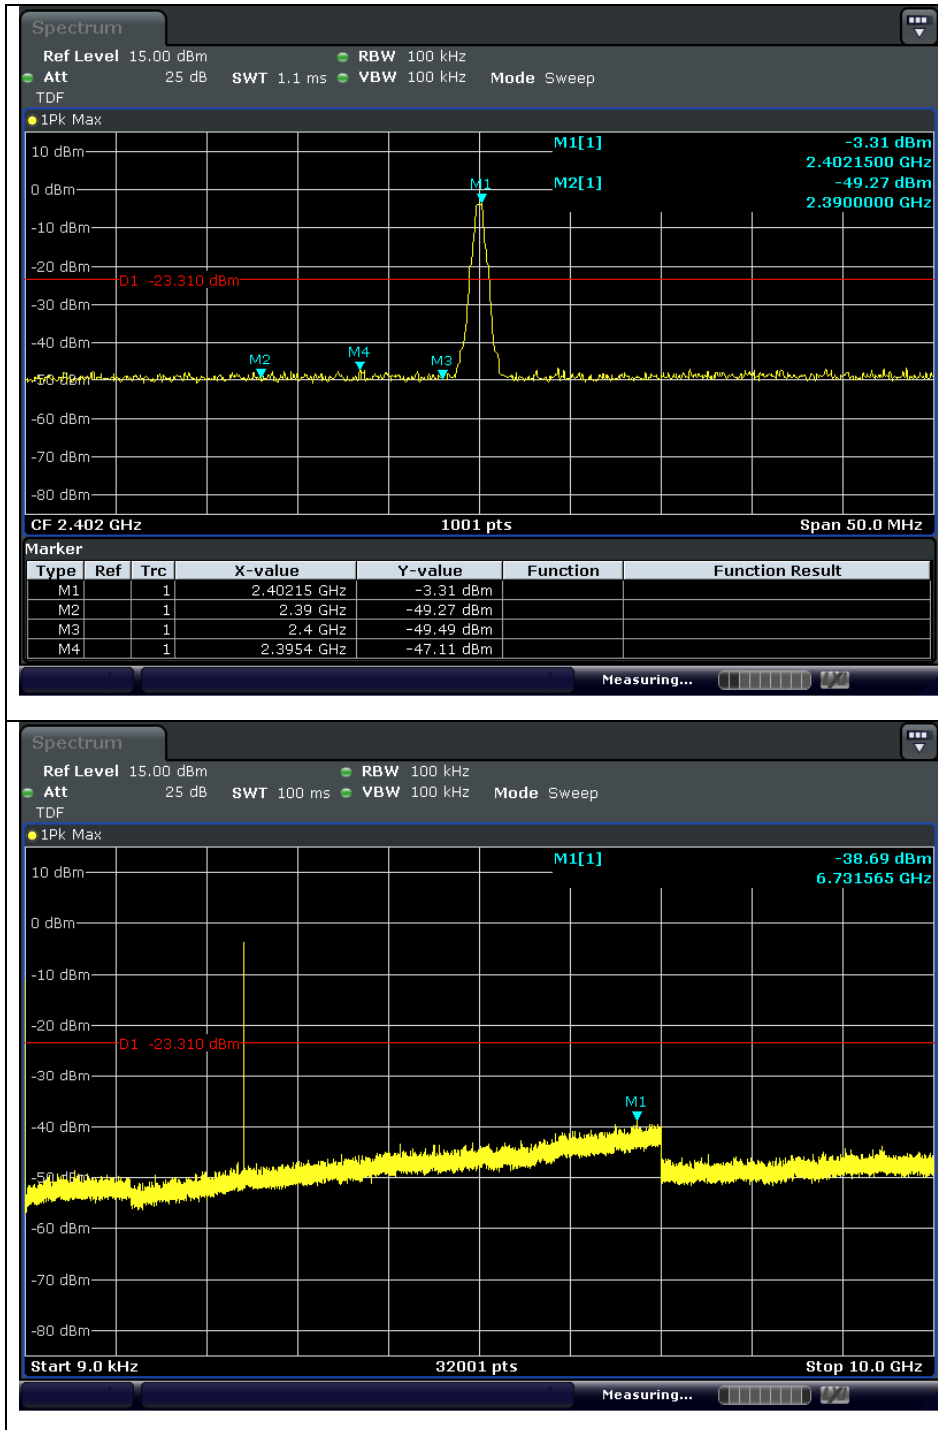 Spectrum
Ref Level 15.00 dBm RBW 100 kHz
Att 25 dB SWT 1.1 ms VBW 100 kHz Mode Sweep
TDF
1Pk Max
M1[1] -3.31 dBm
2.4021500 GHz
M2[1] -49.27 dBm
2.3900000 GHz
10 dBm
0 dBm
M1
-10 dBm
-20 dBm
D1 -23.310 dBm
-30 dBm
-40 dBm
M2 M4 M3
-50 dBm
-60 dBm
-70 dBm
-80 dBm
CF 2.402 GHz 1001 pts Span 50.0 MHz
Marker
Type Ref Trc X-value Y-value Function Function Result
M1 1 2.40215 GHz -3.31 dBm
M2 1 2.39 GHz -49.27 dBm
M3 1 2.4 GHz -49.49 dBm
M4 1 2.3954 GHz -47.11 dBm
Measuring...
Spectrum
Ref Level 15.00 dBm RBW 100 kHz
Att 25 dB SWT 100 ms VBW 100 kHz Mode Sweep
TDF
1Pk Max
M1[1] -38.69 dBm
6.731565 GHz
10 dBm
0 dBm
-10 dBm
-20 dBm
D1 -23.310 dBm
-30 dBm
M1
-40 dBm
-50 dBm
-60 dBm
-70 dBm
-80 dBm
Start 9.0 kHz 32001 pts Stop 10.0 GHz
Measuring...